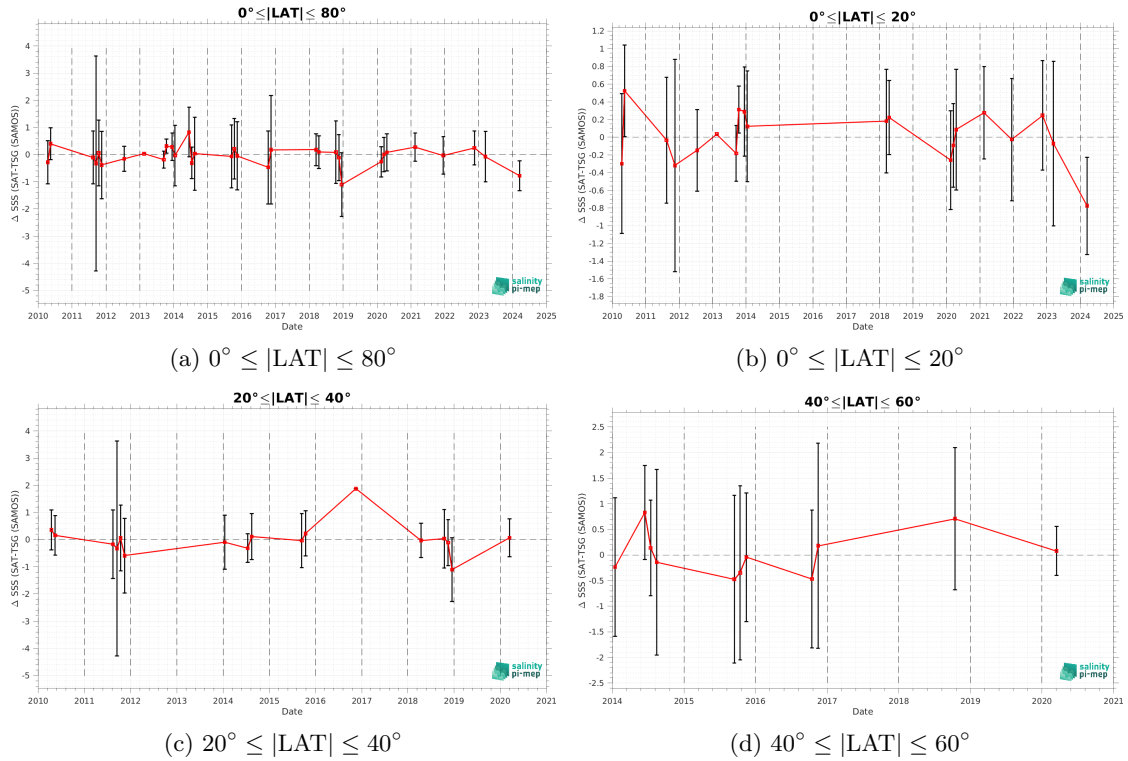 0°≤|LAT|≤ 80°
Δ SSS (SAT-TSG (SAMOS))
4
3
2
1
0
-1
-2
-3
-4
-5
salinity
pi-mep
2010 2011 2012 2013 2014 2015 2016 2017 2018 2019 2020 2021 2022 2023 2024 2025
Date
(a) 0° ≤ |LAT| ≤ 80°
0°≤|LAT|≤ 20°
Δ SSS (SAT-TSG (SAMOS))
1.2
1
0.8
0.6
0.4
0.2
0
-0.2
-0.4
-0.6
-0.8
-1
-1.2
-1.4
-1.6
-1.8
salinity
pi-mep
2010 2011 2012 2013 2014 2015 2016 2017 2018 2019 2020 2021 2022 2023 2024 2025
Date
(b) 0° ≤ |LAT| ≤ 20°
20°≤|LAT|≤ 40°
Δ SSS (SAT-TSG (SAMOS))
4
3
2
1
0
-1
-2
-3
-4
-5
salinity
pi-mep
2010 2011 2012 2013 2014 2015 2016 2017 2018 2019 2020 2021
Date
(c) 20° ≤ |LAT| ≤ 40°
40°≤|LAT|≤ 60°
Δ SSS (SAT-TSG (SAMOS))
2.5
2
1.5
1
0.5
0
-0.5
-1
-1.5
-2
-2.5
salinity
pi-mep
2014 2015 2016 2017 2018 2019 2020 2021
Date
(d) 40° ≤ |LAT| ≤ 60°